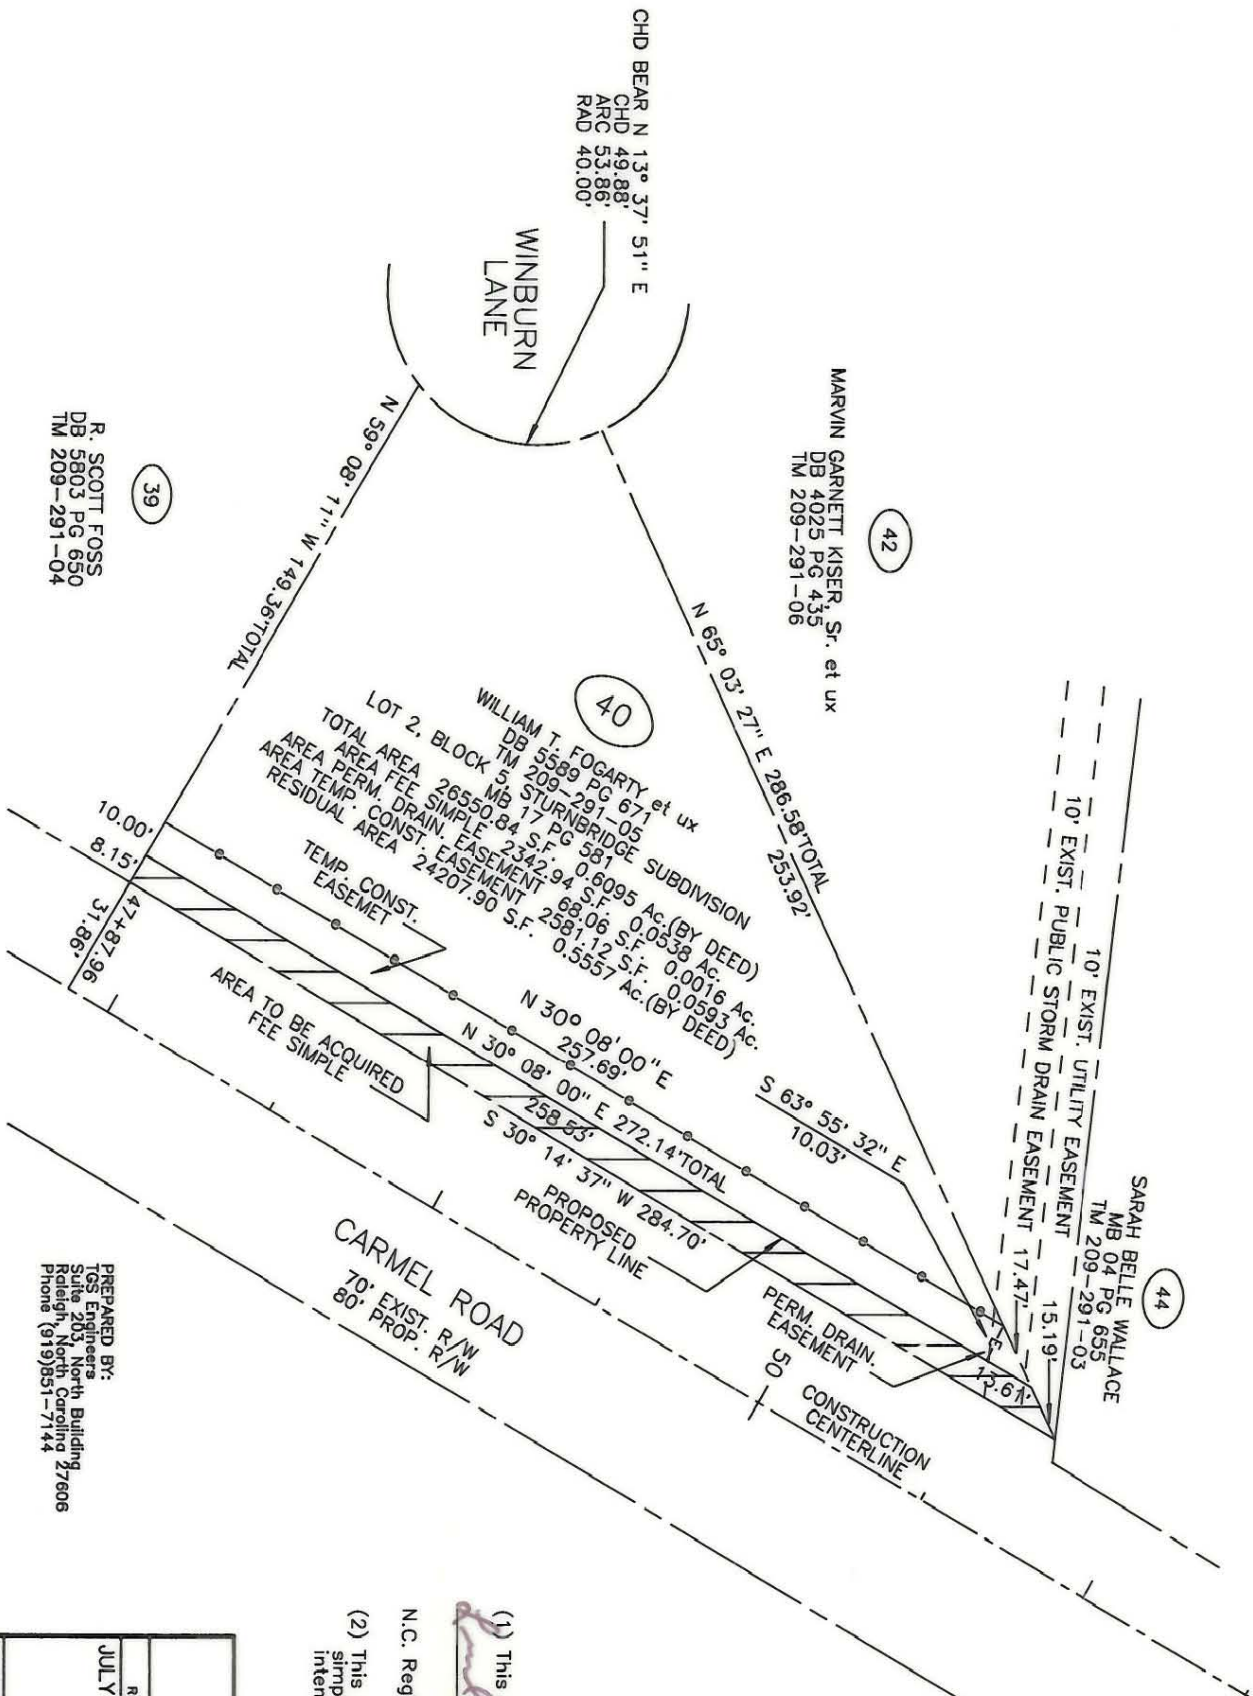 CHD BEAR N 13° 37' 51" E
CHD 49.88'
ARC 53.86'
RAD 40.00'
WINBURN
LANE
MARVIN GARNETT KISER, Sr. et ux
DB 4025 PG 435
TM 209-291-06
42
N 65° 03' 27" E 286.58'TOTAL
253.92'
10' EXIST. UTILITY EASEMENT
10' EXIST. PUBLIC STORM DRAIN EASEMENT
17.47'
15.19'
44
SARAH BELLE WALLACE
MB 04 PG 655
TM 209-291-03
N 59° 08' 11" W 149.36'TOTAL
39
R. SCOTT FOSS
DB 5803 PG 650
TM 209-291-04
40
WILLIAM T. FOGARTY et ux
DB 5589 PG 671
TM 209-291-05
MB 17 PG 581
LOT 2, BLOCK 5, STURNBRIDGE SUBDIVISION
TOTAL AREA 26550.84 S.F. 0.6095 Ac.(BY DEED)
AREA FEE SIMPLE 2342.94 S.F. 0.0538 Ac.
AREA PERM. DRAIN. EASEMENT 68.06 S.F. 0.0016 Ac.
AREA TEMP. CONST. EASEMENT 2581.12 S.F. 0.0593 Ac.
RESIDUAL AREA 24207.90 S.F. 0.5557 Ac.(BY DEED)
TEMP. CONST.
EASEMET
10.00'
8.15'
47+87.96
31.86'
AREA TO BE ACQUIRED
FEE SIMPLE
N 30° 08' 00" E
257.69'
N 30° 08' 00" E 272.14'TOTAL
258.53'
S 30° 14' 37" W 284.70'
S 63° 55' 32" E
10.03'
PROPOSED
PROPERTY LINE
PERM. DRAIN.
EASEMENT
E
13.61'
50
CONSTRUCTION
CENTERLINE
CARMEL ROAD
70' EXIST. R/W
80' PROP. R/W
PREPARED BY:
TGS Engineers
Suite 203, North Building
Raleigh, North Carolina 27606
Phone (919)851-7144
(1) This
N.C. Reg
(2) This
simp
inten
R
JULY